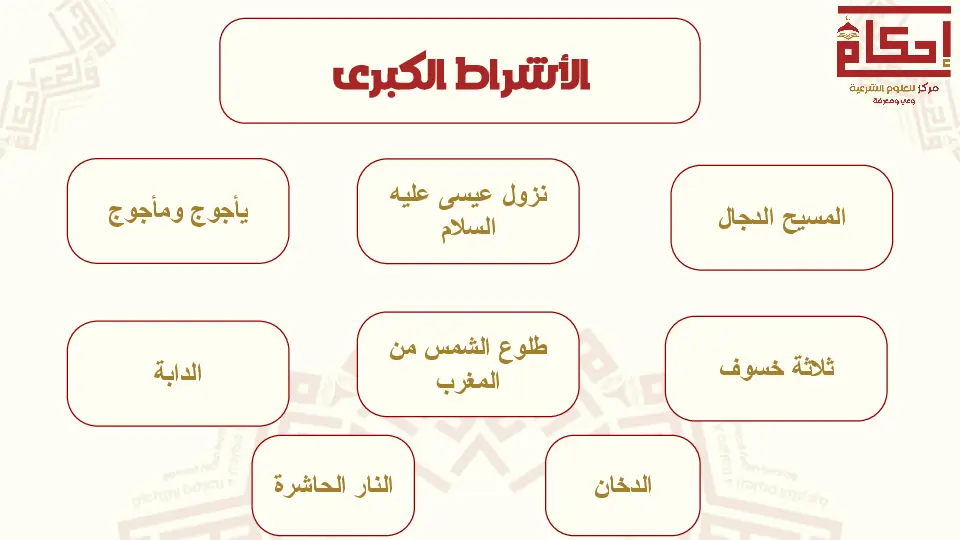 إحكام
مركز للعلوم الشرعية
وعي ومعرفة
الأشراط الكبرى
المسيح الدجال
نزول عيسى عليه
السلام
يأجوج ومأجوج
ثلاثة خسوف
طلوع الشمس من
المغرب
الدابة
الدخان
النار الحاشرة